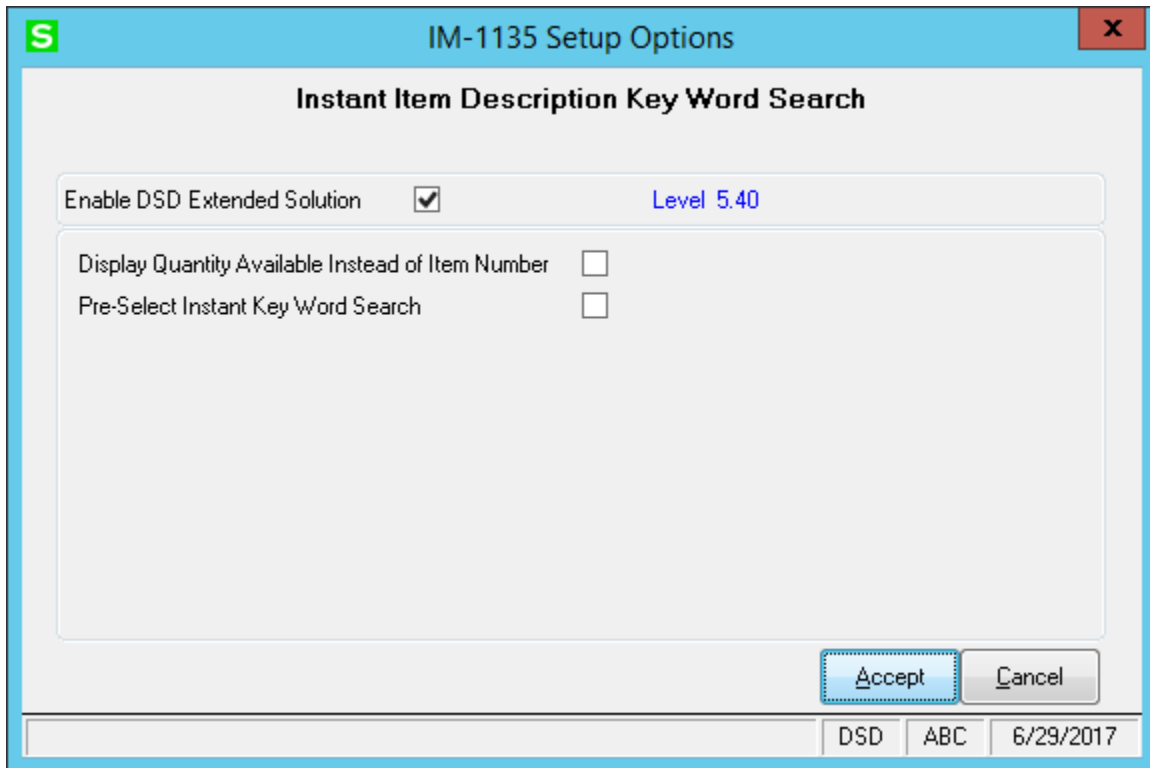 S IM-1135 Setup Options x
Instant Item Description Key Word Search
Enable DSD Extended Solution Level 5.40
Display Quantity Available Instead of Item Number
Pre-Select Instant Key Word Search
Accept Cancel
DSD ABC 6/29/2017